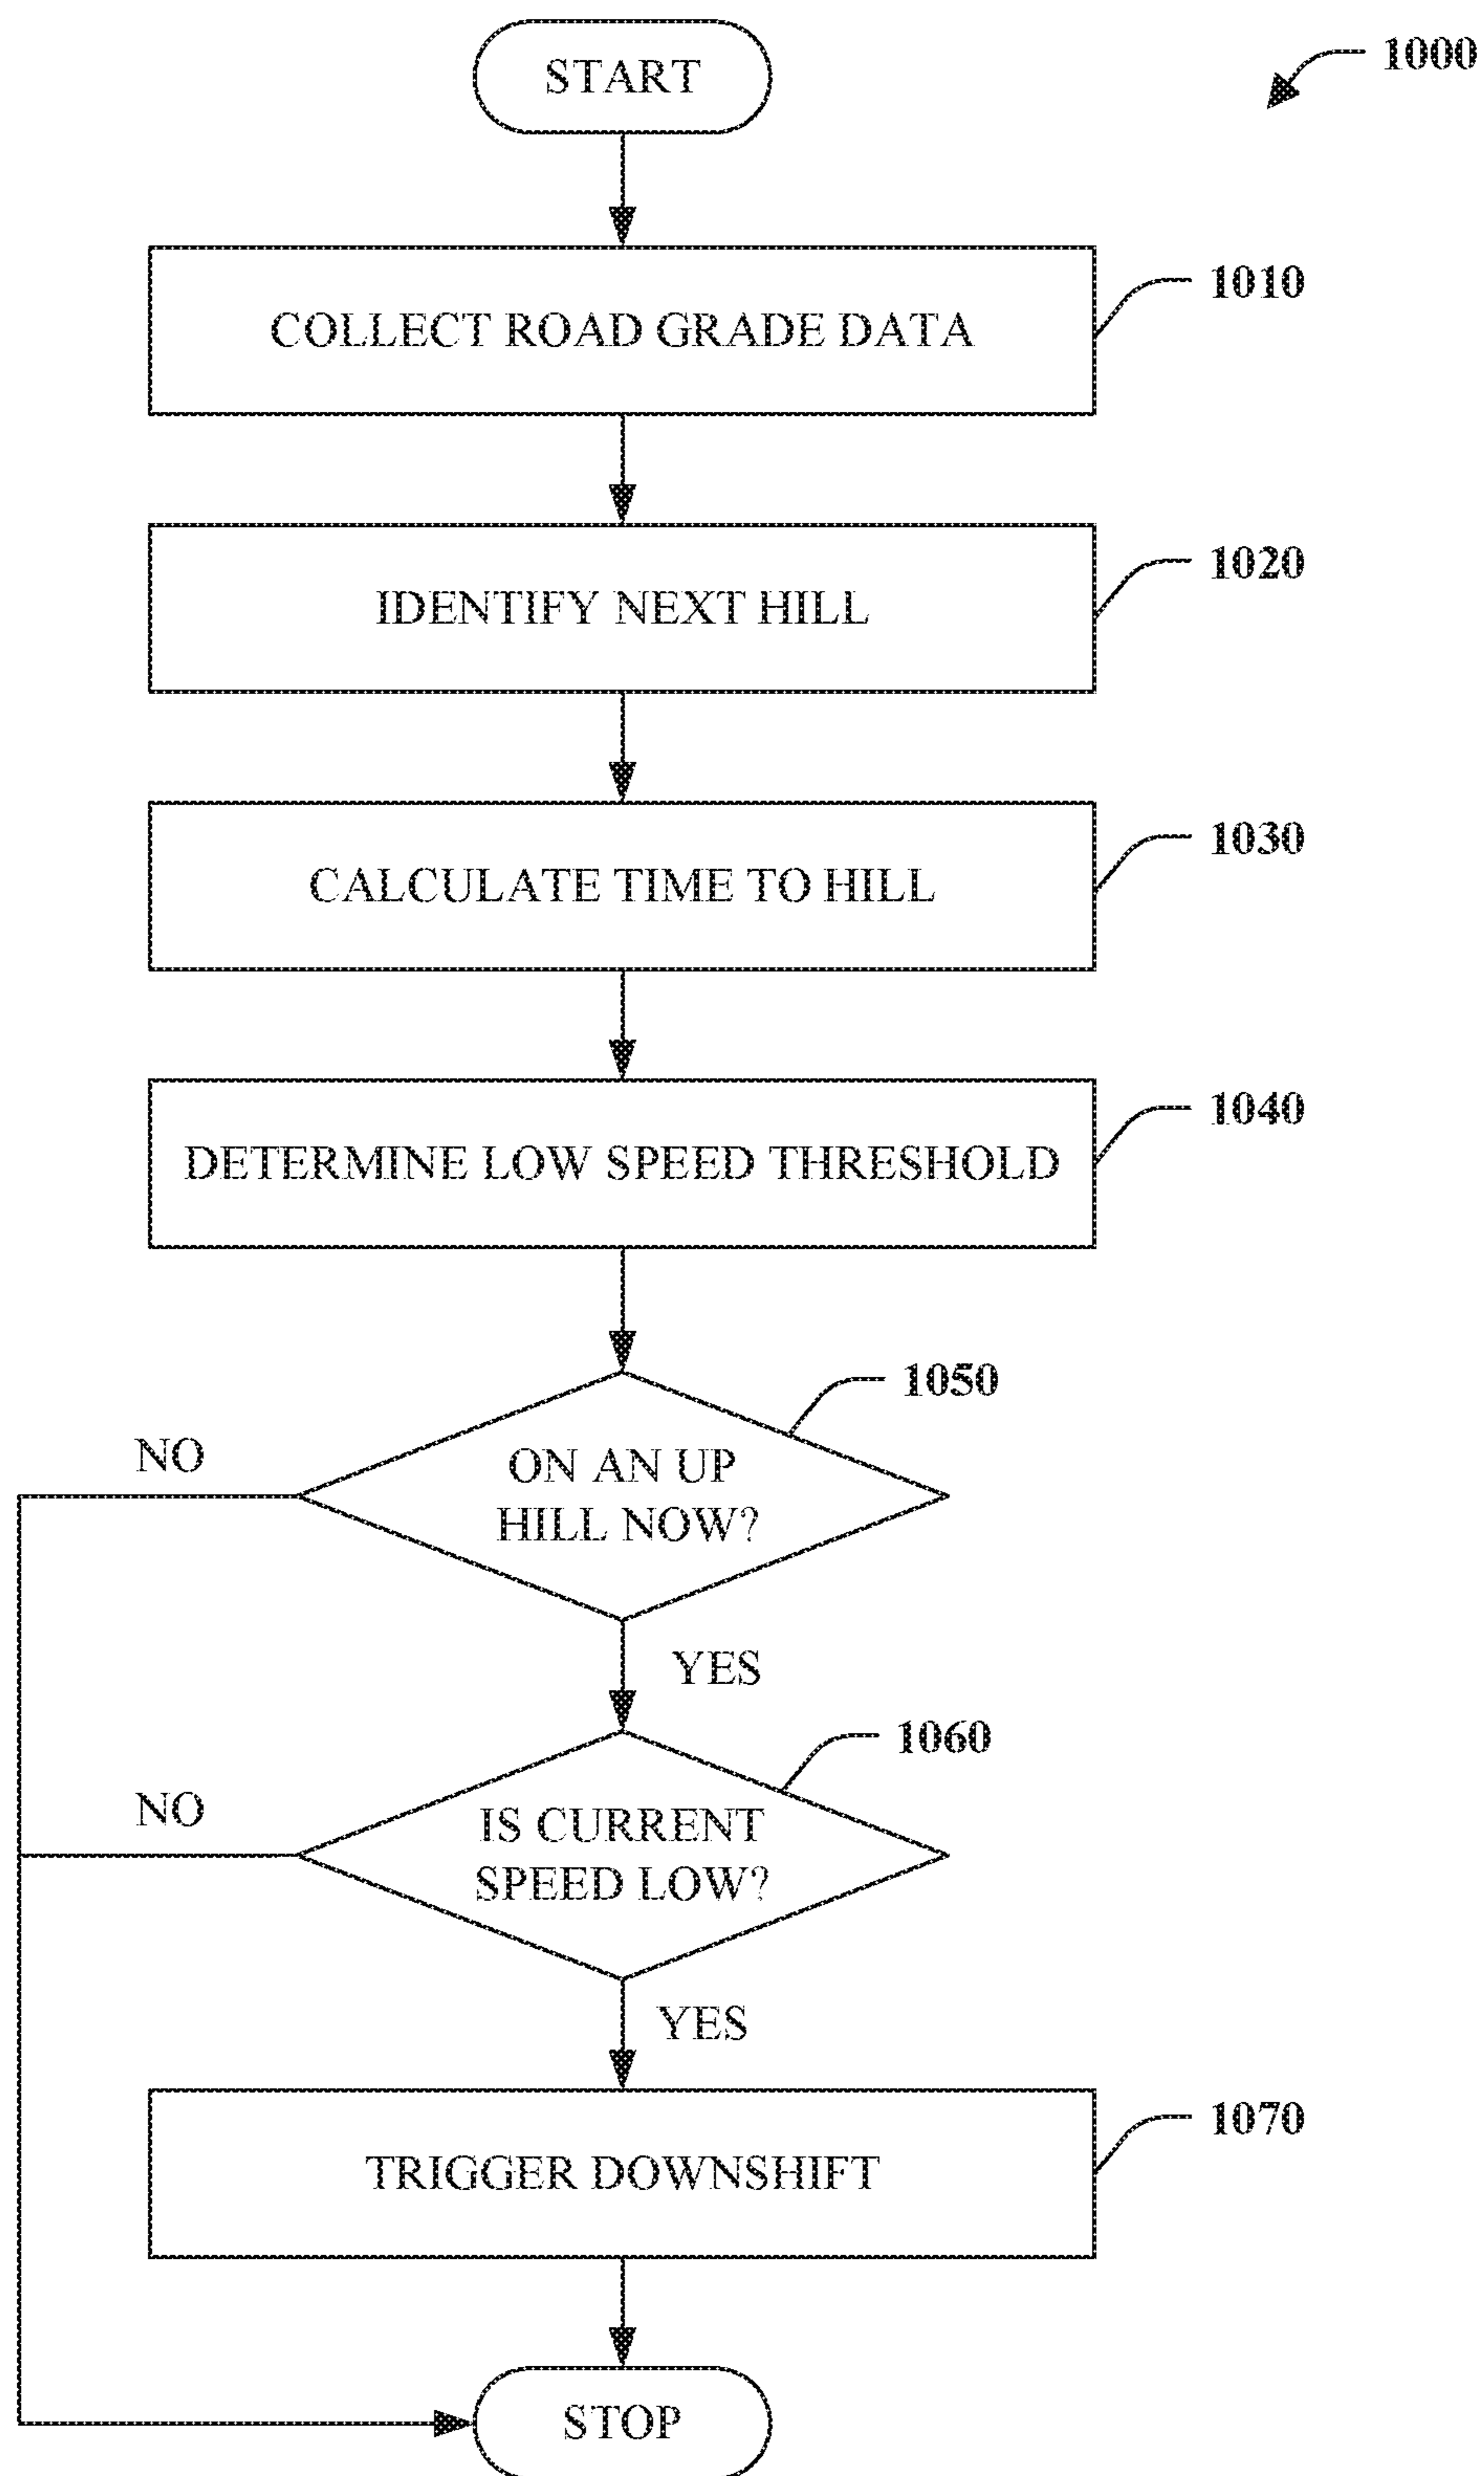 START
1000
COLLECT ROAD GRADE DATA
1010
IDENTIFY NEXT HILL
1020
CALCULATE TIME TO HILL
1030
DETERMINE LOW SPEED THRESHOLD
1040
1050
ON AN UP
HILL NOW?
NO
YES
1060
IS CURRENT
SPEED LOW?
NO
YES
TRIGGER DOWNSHIFT
1070
STOP